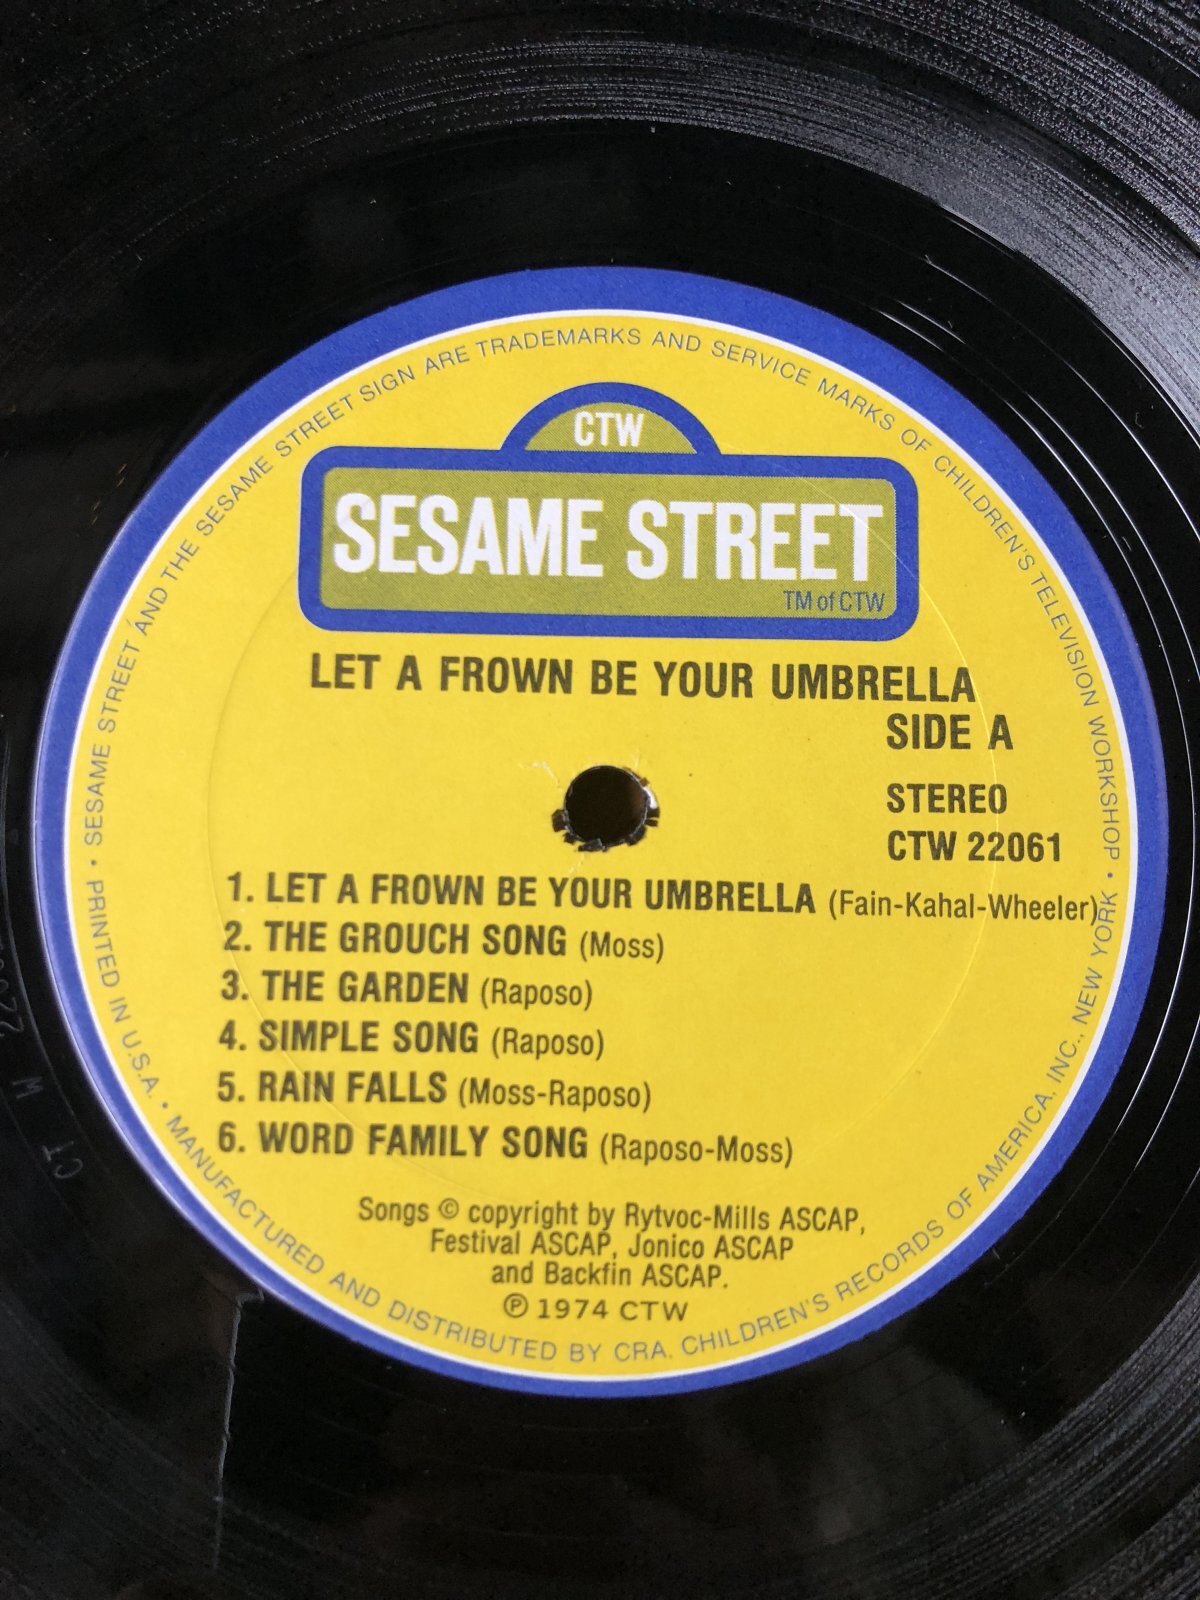 CTW
SESAME STREET
TM of CTW
LET A FROWN BE YOUR UMBRELLA
SIDE A
STEREO
CTW 22061
1. LET A FROWN BE YOUR UMBRELLA (Fain-Kahal-Wheeler)
2. THE GROUCH SONG (Moss)
3. THE GARDEN (Raposo)
4. SIMPLE SONG (Raposo)
5. RAIN FALLS (Moss-Raposo)
6. WORD FAMILY SONG (Raposo-Moss)
Songs © copyright by Rytvoc-Mills ASCAP,
Festival ASCAP, Jonico ASCAP
and Backfin ASCAP.
℗ 1974 CTW
• SESAME STREET AND THE SESAME STREET SIGN ARE TRADEMARKS AND SERVICE MARKS OF CHILDREN'S TELEVISION WORKSHOP •
PRINTED IN U.S.A. • MANUFACTURED AND DISTRIBUTED BY CRA. CHILDREN'S RECORDS OF AMERICA, INC., NEW YORK